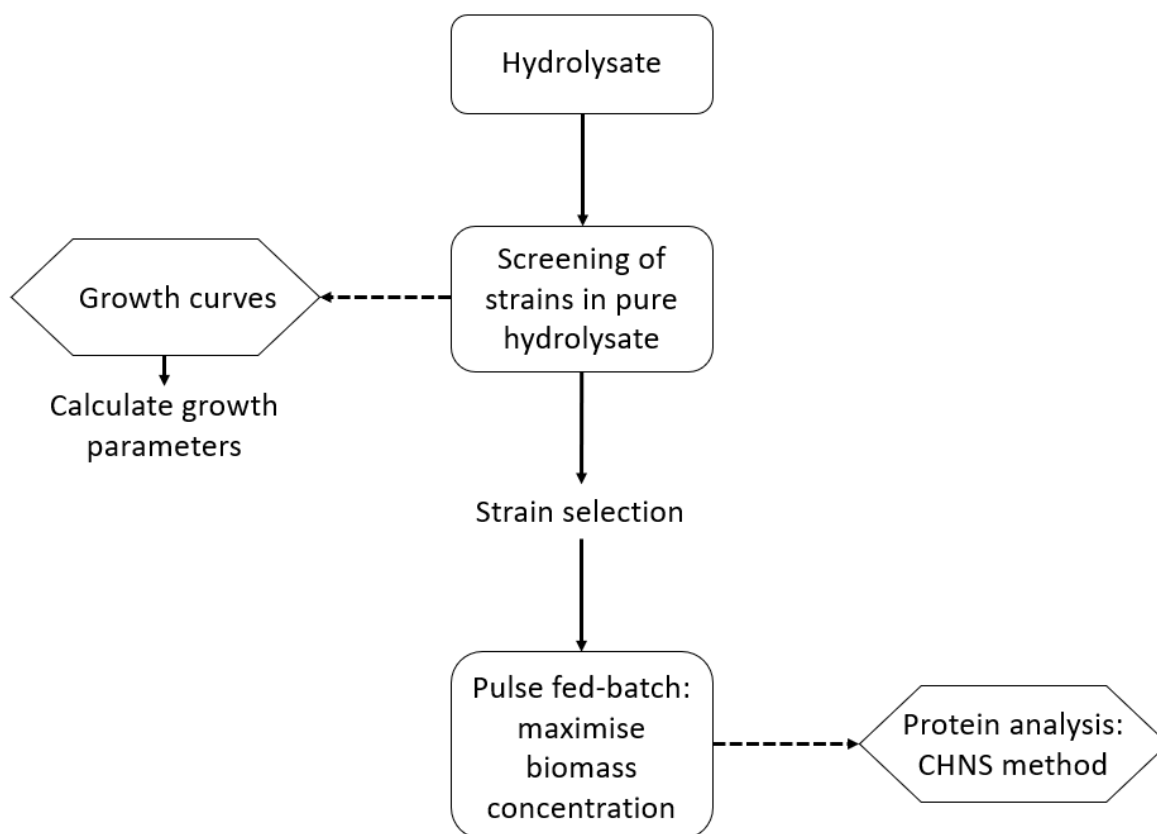 Hydrolysate
Screening of
strains in pure
hydrolysate
Growth curves
Calculate growth
parameters
Strain selection
Pulse fed-batch:
maximise
biomass
concentration
Protein analysis:
CHNS method